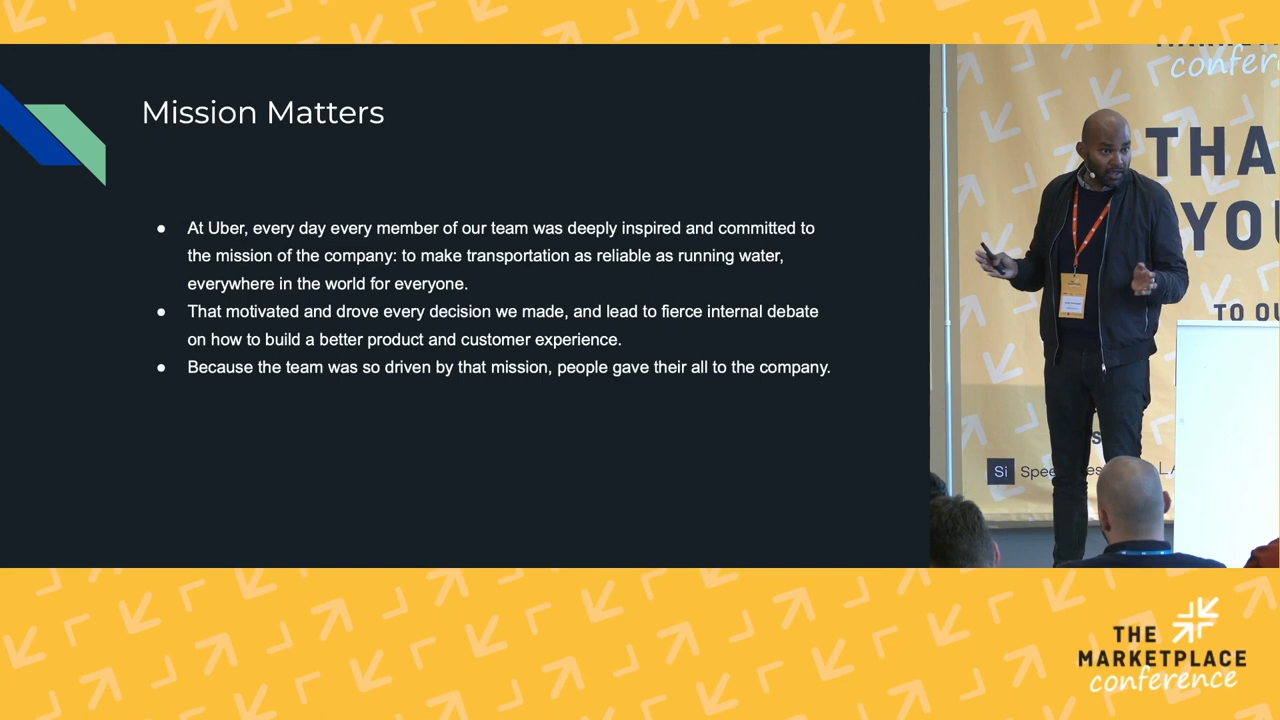 Mission Matters
● At Uber, every day every member of our team was deeply inspired and committed to
the mission of the company: to make transportation as reliable as running water,
everywhere in the world for everyone.
● That motivated and drove every decision we made, and lead to fierce internal debate
on how to build a better product and customer experience.
● Because the team was so driven by that mission, people gave their all to the company.
confer
THA
YOU
TO OU
Si Spee
THE
MARKETPLACE
conference